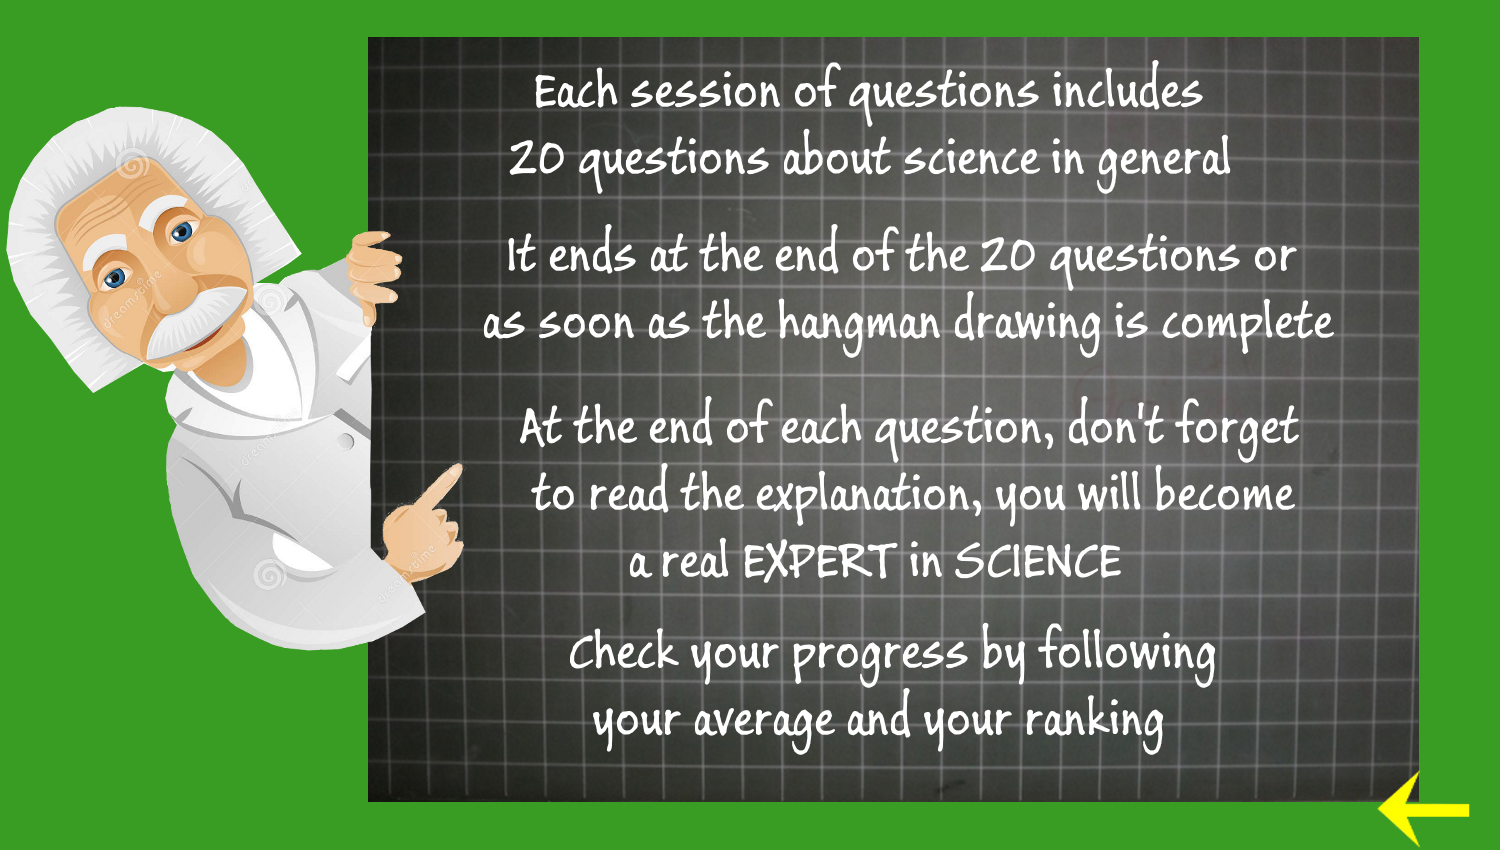 Each session of questions includes
20 questions about science in general
It ends at the end of the 20 questions or
as soon as the hangman drawing is complete
At the end of each question, don't forget
to read the explanation, you will become
a real EXPERT in SCIENCE
Check your progress by following
your average and your ranking
dreamstime
dreamstime
dreamstime